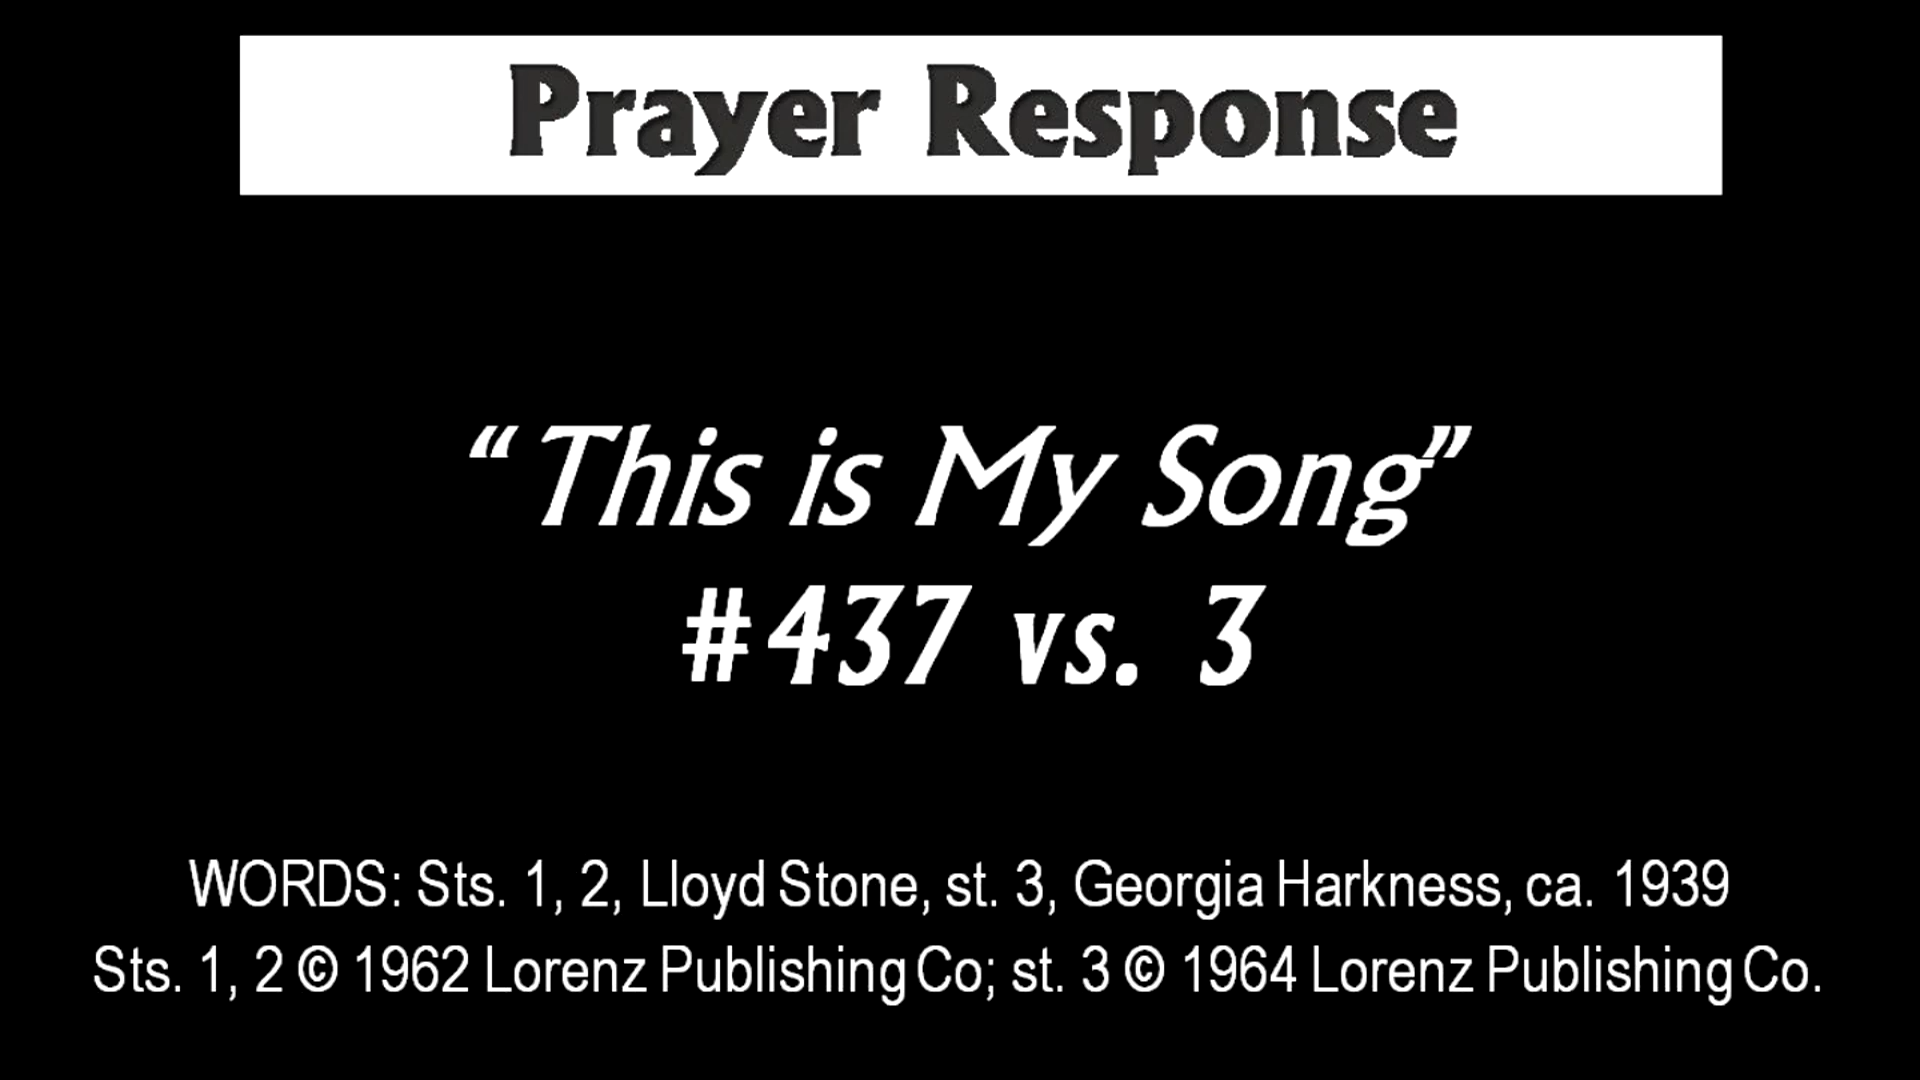 Prayer Response
“This is My Song”
#437 vs. 3
WORDS: Sts. 1, 2, Lloyd Stone, st. 3, Georgia Harkness, ca. 1939
Sts. 1, 2 © 1962 Lorenz Publishing Co; st. 3 © 1964 Lorenz Publishing Co.